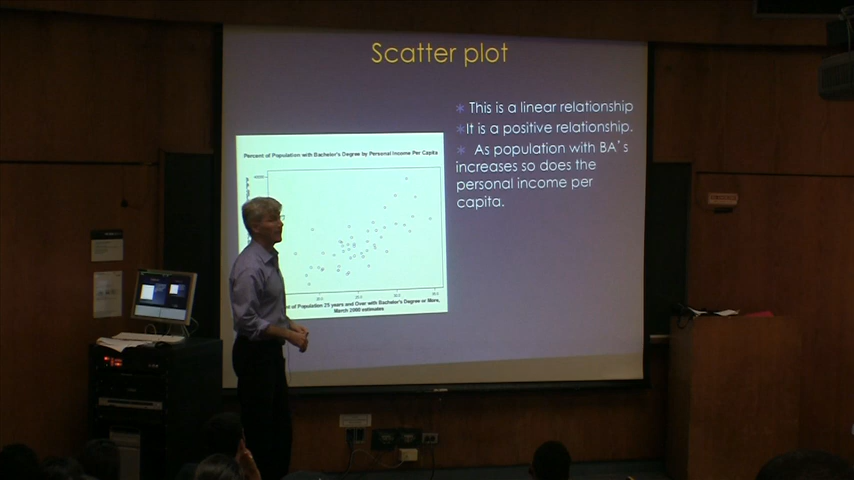 Scatter plot
* This is a linear relationship
* It is a positive relationship.
* As population with BA's
increases so does the
personal income per
capita.
Percent of Population with Bachelor's Degree by Personal Income Per Capita
40000
of Population 25 years and Over with Bachelor's Degree or More,
March 2000 estimates